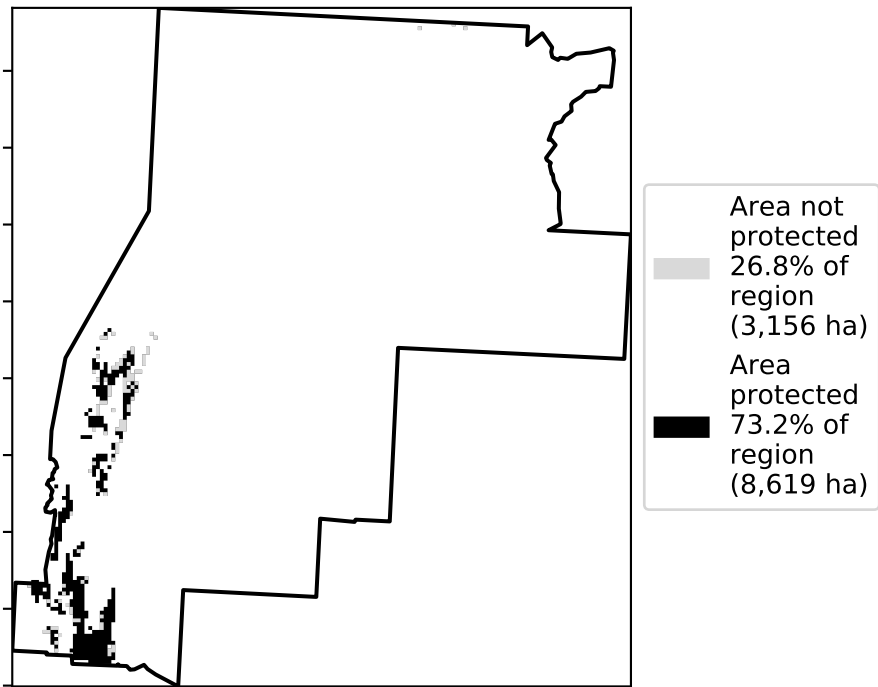 Area not
protected
26.8% of
region
(3,156 ha)
Area
protected
73.2% of
region
(8,619 ha)